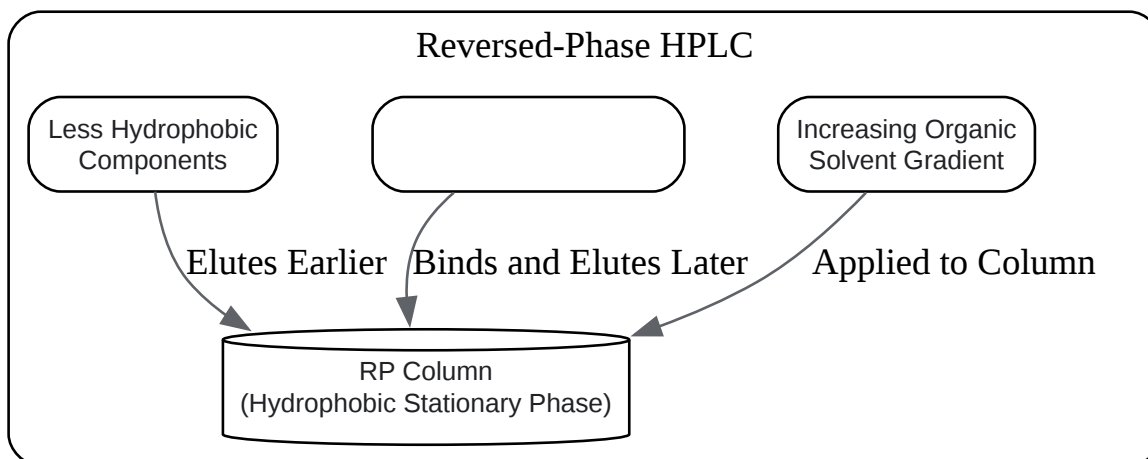 Reversed-Phase HPLC
Less Hydrophobic
Components
Increasing Organic
Solvent Gradient
Elutes Earlier
Binds and Elutes Later
Applied to Column
RP Column
(Hydrophobic Stationary Phase)